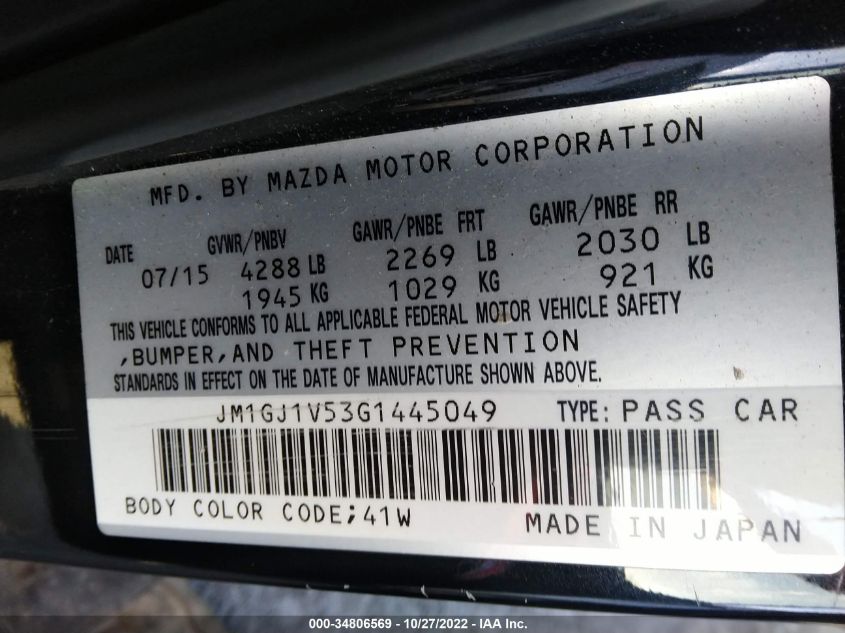 MFD. BY MAZDA MOTOR CORPORATION
DATE GVWR/PNBV GAWR/PNBE FRT GAWR/PNBE RR
07/15 4288 LB 2269 LB 2030 LB
1945 KG 1029 KG 921 KG
THIS VEHICLE CONFORMS TO ALL APPLICABLE FEDERAL MOTOR VEHICLE SAFETY
,BUMPER,AND THEFT PREVENTION
STANDARDS IN EFFECT ON THE DATE OF MANUFACTURE SHOWN ABOVE.
JM1GJ1V53G1445049 TYPE: PASS CAR
BODY COLOR CODE;41W MADE IN JAPAN
000-34806569 - 10/27/2022 - IAA Inc.